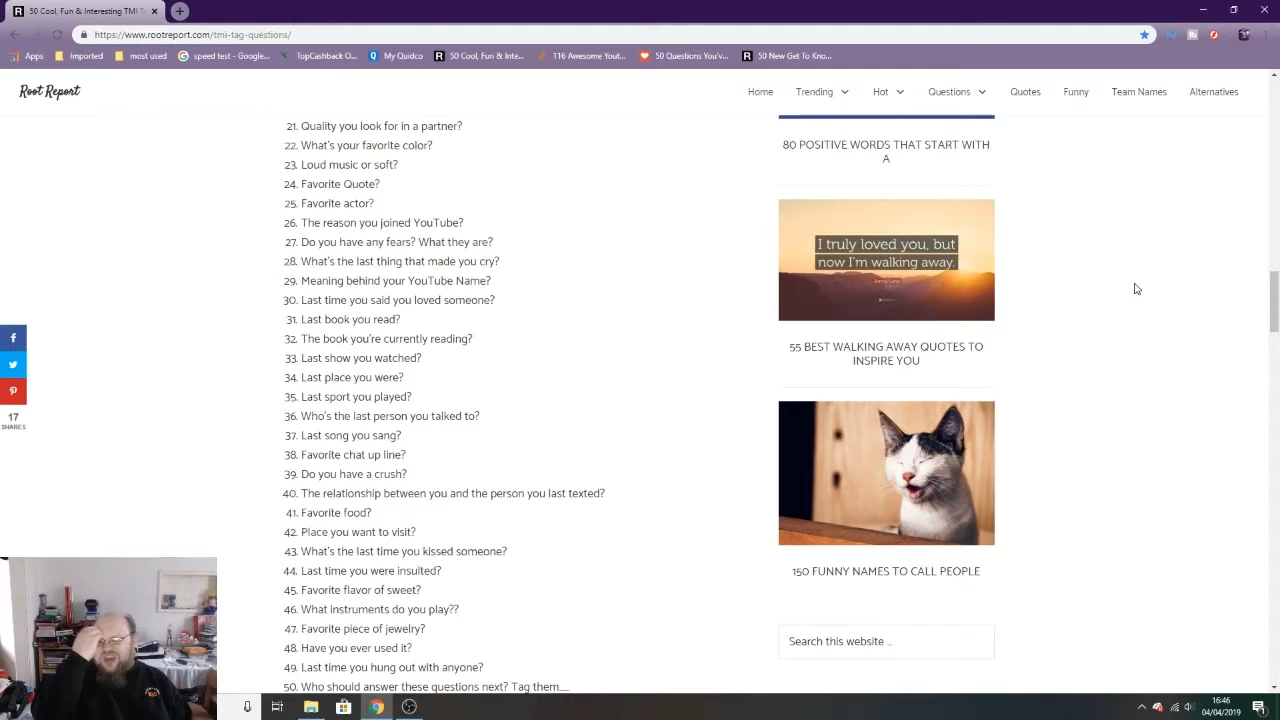 50 Cool, Fun & Interesting TMI
https://www.rootreport.com/tmi-tag-questions/
Apps
Imported
most used
speed test - Google...
TopCashback O...
My Quidco
50 Cool, Fun & Inte...
116 Awesome Yout...
50 Questions You'v...
50 New Get To Kno...
Root Report
Home
Trending
Hot
Questions
Quotes
Funny
Team Names
Alternatives
21. Quality you look for in a partner?
22. What's your favorite color?
23. Loud music or soft?
24. Favorite Quote?
25. Favorite actor?
26. The reason you joined YouTube?
27. Do you have any fears? What they are?
28. What's the last thing that made you cry?
29. Meaning behind your YouTube Name?
30. Last time you said you loved someone?
31. Last book you read?
32. The book you're currently reading?
33. Last show you watched?
34. Last place you were?
35. Last sport you played?
36. Who's the last person you talked to?
37. Last song you sang?
38. Favorite chat up line?
39. Do you have a crush?
40. The relationship between you and the person you last texted?
41. Favorite food?
42. Place you want to visit?
43. What's the last time you kissed someone?
44. Last time you were insulted?
45. Favorite flavor of sweet?
46. What instruments do you play??
47. Favorite piece of jewelry?
48. Have you ever used it?
49. Last time you hung out with anyone?
50. Who should answer these questions next? Tag them.....
80 POSITIVE WORDS THAT START WITH
A
I truly loved you, but
now I'm walking away.
Jonny Lang
55 BEST WALKING AWAY QUOTES TO
INSPIRE YOU
150 FUNNY NAMES TO CALL PEOPLE
Search this website ...
17
SHARES
16:46
04/04/2019